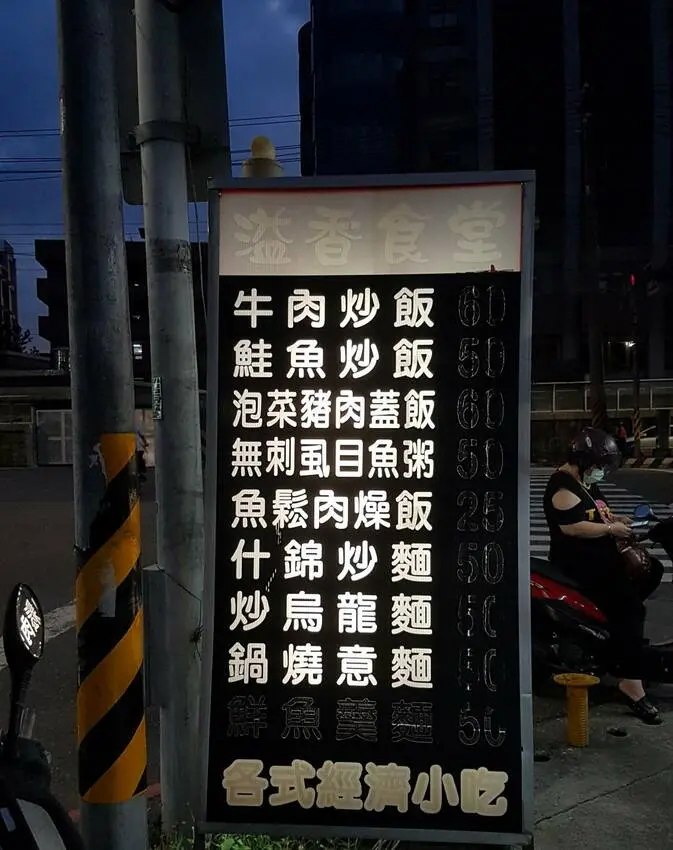 溢香食堂
牛肉炒飯 60
鮭魚炒飯 50
泡菜豬肉蓋飯 60
無刺虱目魚粥 50
魚鬆肉燥飯 25
什錦炒麵 50
炒烏龍麵 50
鍋燒意麵 50
鮮魚羹麵 50
各式經濟小吃